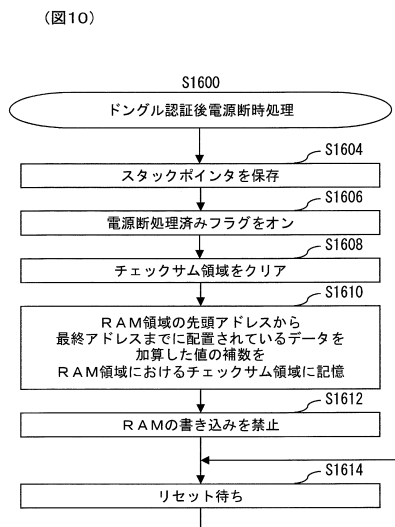 （図１０）
S1600
ドングル認証後電源断時処理
S1604
スタックポインタを保存
S1606
電源断処理済みフラグをオン
S1608
チェックサム領域をクリア
S1610
ＲＡＭ領域の先頭アドレスから
最終アドレスまでに配置されているデータを
加算した値の補数を
ＲＡＭ領域におけるチェックサム領域に記憶
S1612
ＲＡＭの書き込みを禁止
S1614
リセット待ち